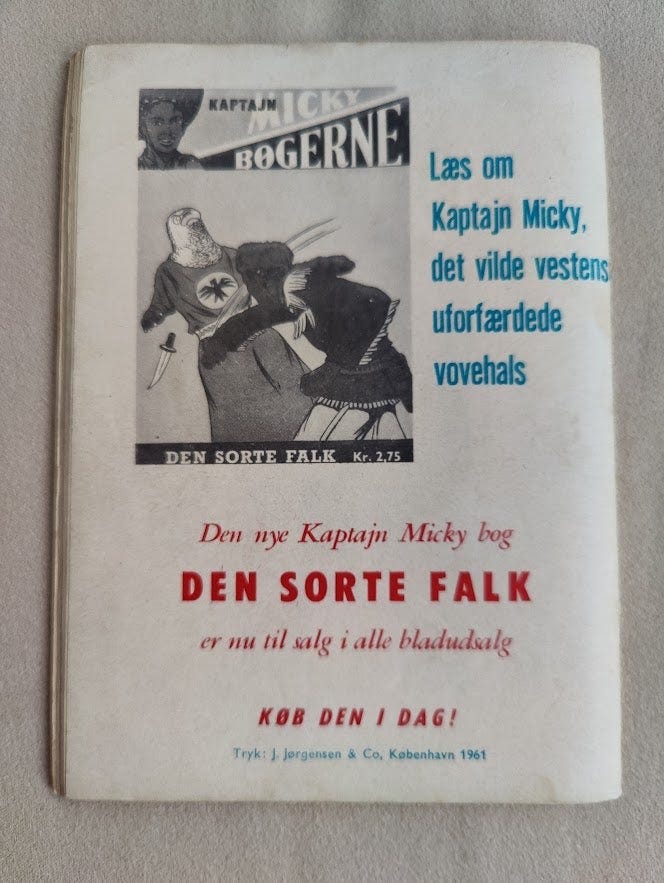 KAPTAJN MICKY
BØGERNE
Læs om
Kaptajn Micky,
det vilde vestens
uforfærdede
vovehals
DEN SORTE FALK Kr. 2,75
Den nye Kaptajn Micky bog
DEN SORTE FALK
er nu til salg i alle bladudsalg
KØB DEN I DAG!
Tryk: J. Jørgensen & Co, København 1961